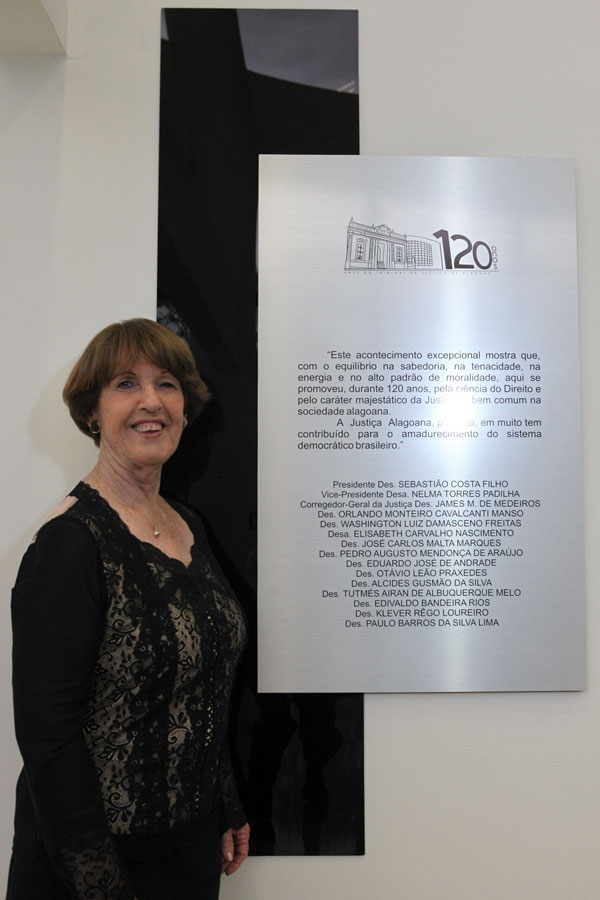 120
anos
"Este acontecimento excepcional mostra que,
com o equilíbrio na sabedoria, na tenacidade, na
energia e no alto padrão de moralidade, aqui se
promoveu, durante 120 anos, pela ciência do Direito e
pelo caráter majestático da bem comum na
sociedade alagoana.
A Justiça Alagoana, em muito tem
contribuído para o amadurecimento do sistema
democrático brasileiro."
Presidente Des. SEBASTIÃO COSTA FILHO
Vice-Presidente Desa. NELMA TORRES PADILHA
Corregedor-Geral da Justiça Des. JAMES M. DE MEDEIROS
Des. ORLANDO MONTEIRO CAVALCANTI MANSO
Des. WASHINGTON LUIZ DAMASCENO FREITAS
Desa. ELISABETH CARVALHO NASCIMENTO
Des. JOSÉ CARLOS MALTA MARQUES
Des. PEDRO AUGUSTO MENDONÇA DE ARAÚJO
Des. EDUARDO JOSÉ DE ANDRADE
Des. OTÁVIO LEÃO PRAXEDES
Des. ALCIDES GUSMÃO DA SILVA
Des. TUTMÉS AIRAN DE ALBUQUERQUE MELO
Des. EDIVALDO BANDEIRA RIOS
Des. KLEVER RÊGO LOUREIRO
Des. PAULO BARROS DA SILVA LIMA